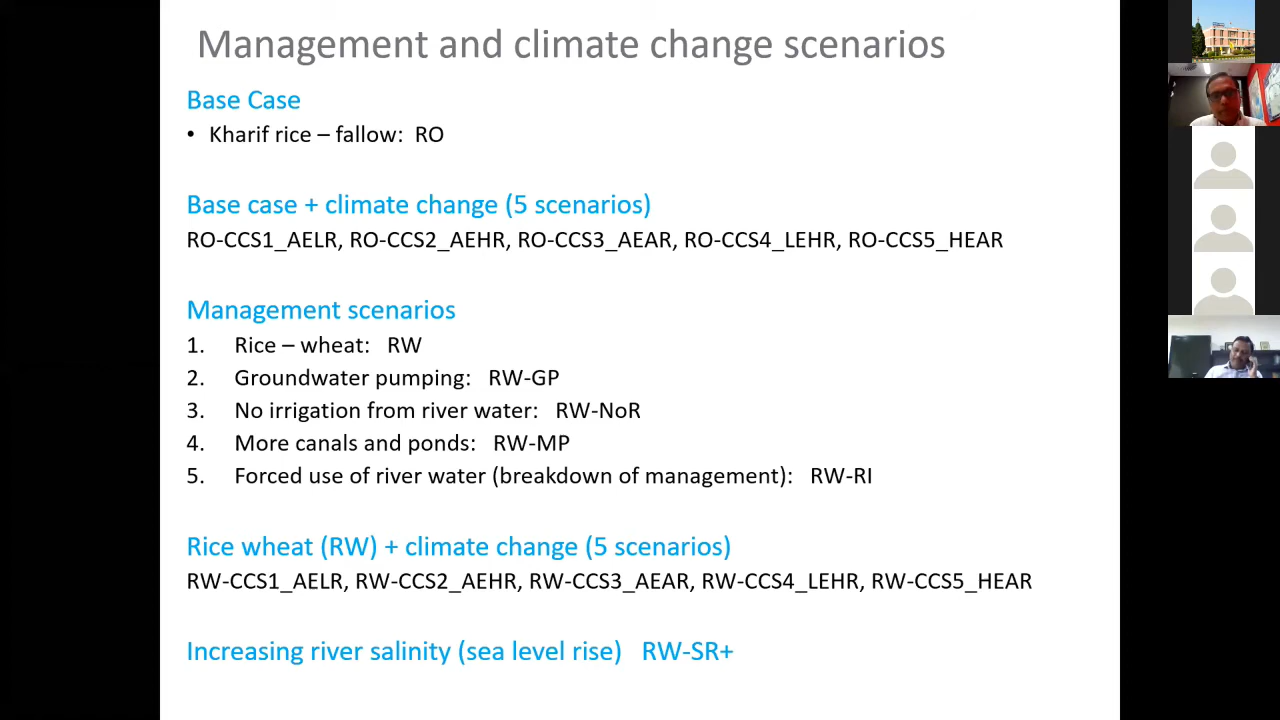 Management and climate change scenarios
Base Case
• Kharif rice – fallow: RO
Base case + climate change (5 scenarios)
RO-CCS1_AELR, RO-CCS2_AEHR, RO-CCS3_AEAR, RO-CCS4_LEHR, RO-CCS5_HEAR
Management scenarios
1. Rice – wheat: RW
2. Groundwater pumping: RW-GP
3. No irrigation from river water: RW-NoR
4. More canals and ponds: RW-MP
5. Forced use of river water (breakdown of management): RW-RI
Rice wheat (RW) + climate change (5 scenarios)
RW-CCS1_AELR, RW-CCS2_AEHR, RW-CCS3_AEAR, RW-CCS4_LEHR, RW-CCS5_HEAR
Increasing river salinity (sea level rise) RW-SR+